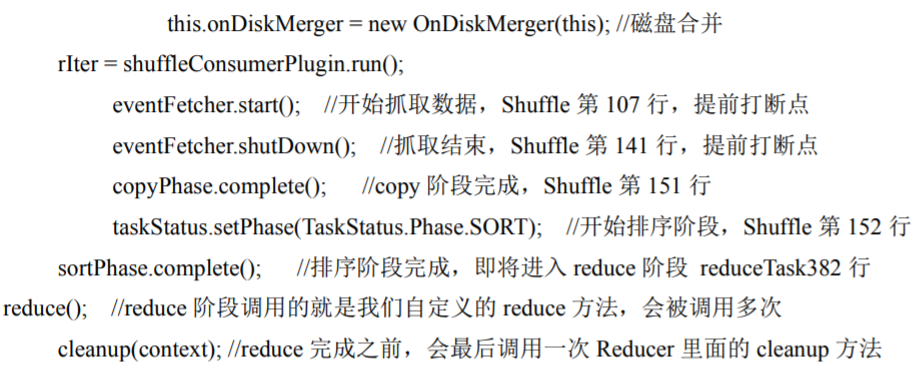 this.onDiskMerger = new OnDiskMerger(this); //磁盘合并
rIter = shuffleConsumerPlugin.run();
eventFetcher.start(); //开始抓取数据，Shuffle 第 107 行，提前打断点
eventFetcher.shutDown(); //抓取结束，Shuffle 第 141 行，提前打断点
copyPhase.complete(); //copy 阶段完成，Shuffle 第 151 行
taskStatus.setPhase(TaskStatus.Phase.SORT); //开始排序阶段，Shuffle 第 152 行
sortPhase.complete(); //排序阶段完成，即将进入 reduce 阶段 reduceTask382 行
reduce(); //reduce 阶段调用的就是我们自定义的 reduce 方法，会被调用多次
cleanup(context); //reduce 完成之前，会最后调用一次 Reducer 里面的 cleanup 方法